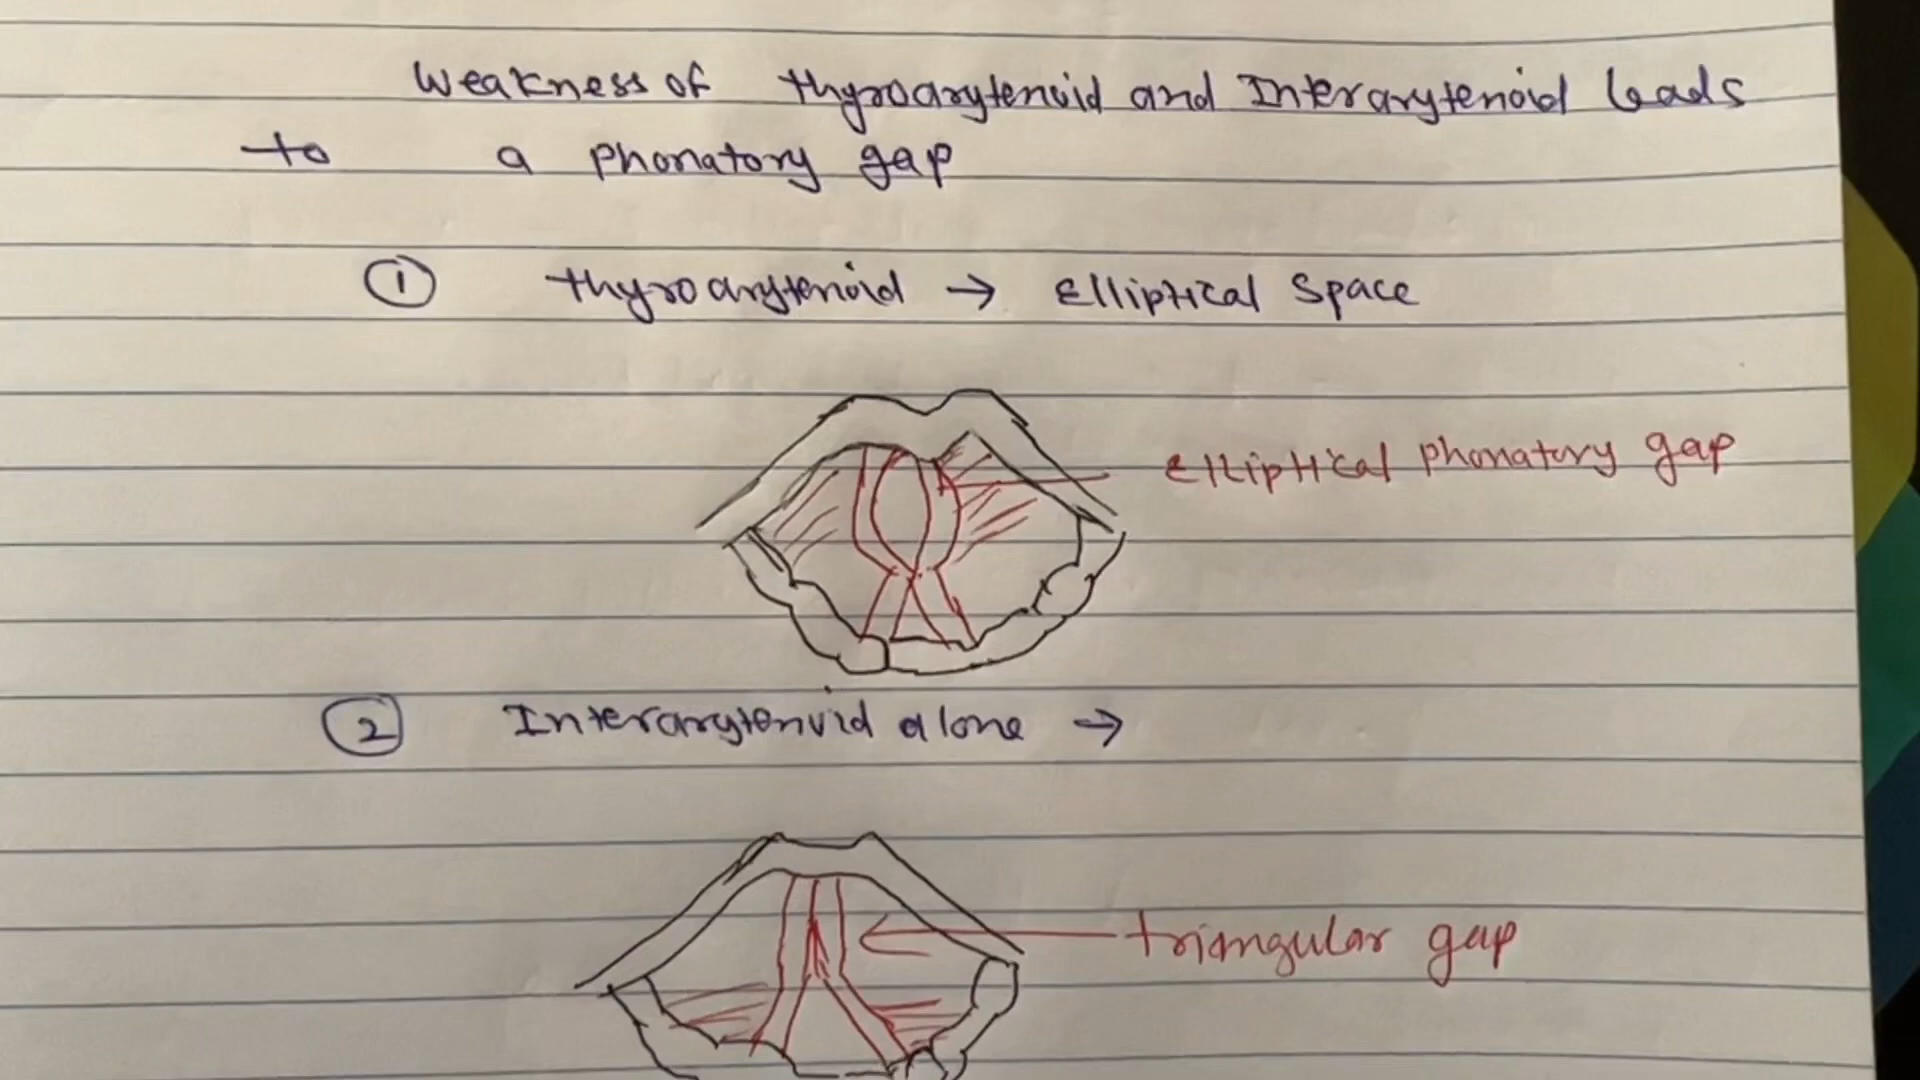 Weakness of thyroarytenoid and Interarytenoid leads
to a phonatory gap
① thyroarytenoid → Elliptical Space
Elliptical phonatory gap
② Interarytenoid alone →
triangular gap